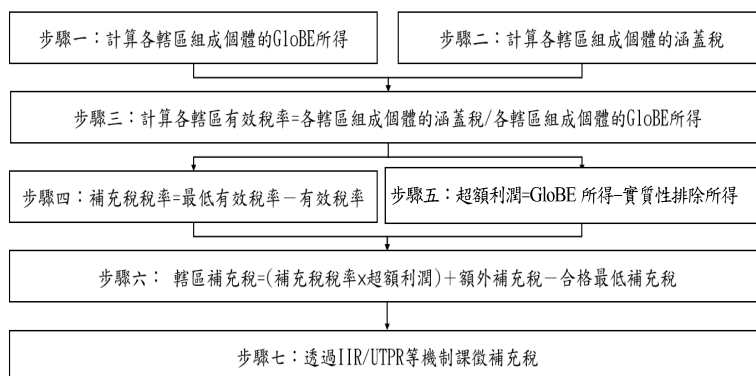 步驟一：計算各轄區組成個體的GloBE所得
步驟二：計算各轄區組成個體的涵蓋稅
步驟三：計算各轄區有效稅率=各轄區組成個體的涵蓋稅/各轄區組成個體的GloBE所得
步驟四：補充稅稅率=最低有效稅率－有效稅率
步驟五：超額利潤=GloBE 所得-實質性排除所得
步驟六： 轄區補充稅=(補充稅稅率x超額利潤)＋額外補充稅－合格最低補充稅
步驟七：透過IIR/UTPR等機制課徵補充稅